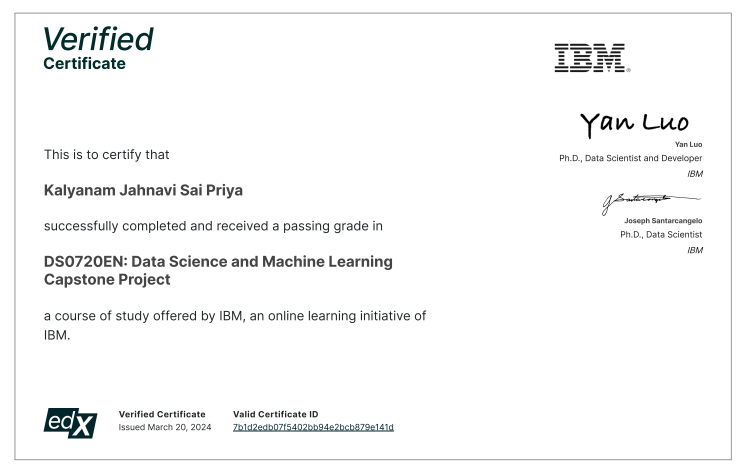 Verified
Certificate
IBM®
This is to certify that
Kalyanam Jahnavi Sai Priya
successfully completed and received a passing grade in
DS0720EN: Data Science and Machine Learning
Capstone Project
a course of study offered by IBM, an online learning initiative of
IBM.
Yan Luo
Yan Luo
Ph.D., Data Scientist and Developer
IBM
Joseph Santarcangelo
Ph.D., Data Scientist
IBM
edX
Verified Certificate
Issued March 20, 2024
Valid Certificate ID
7b1d2edb07f5402bb94e2bcb879e141d